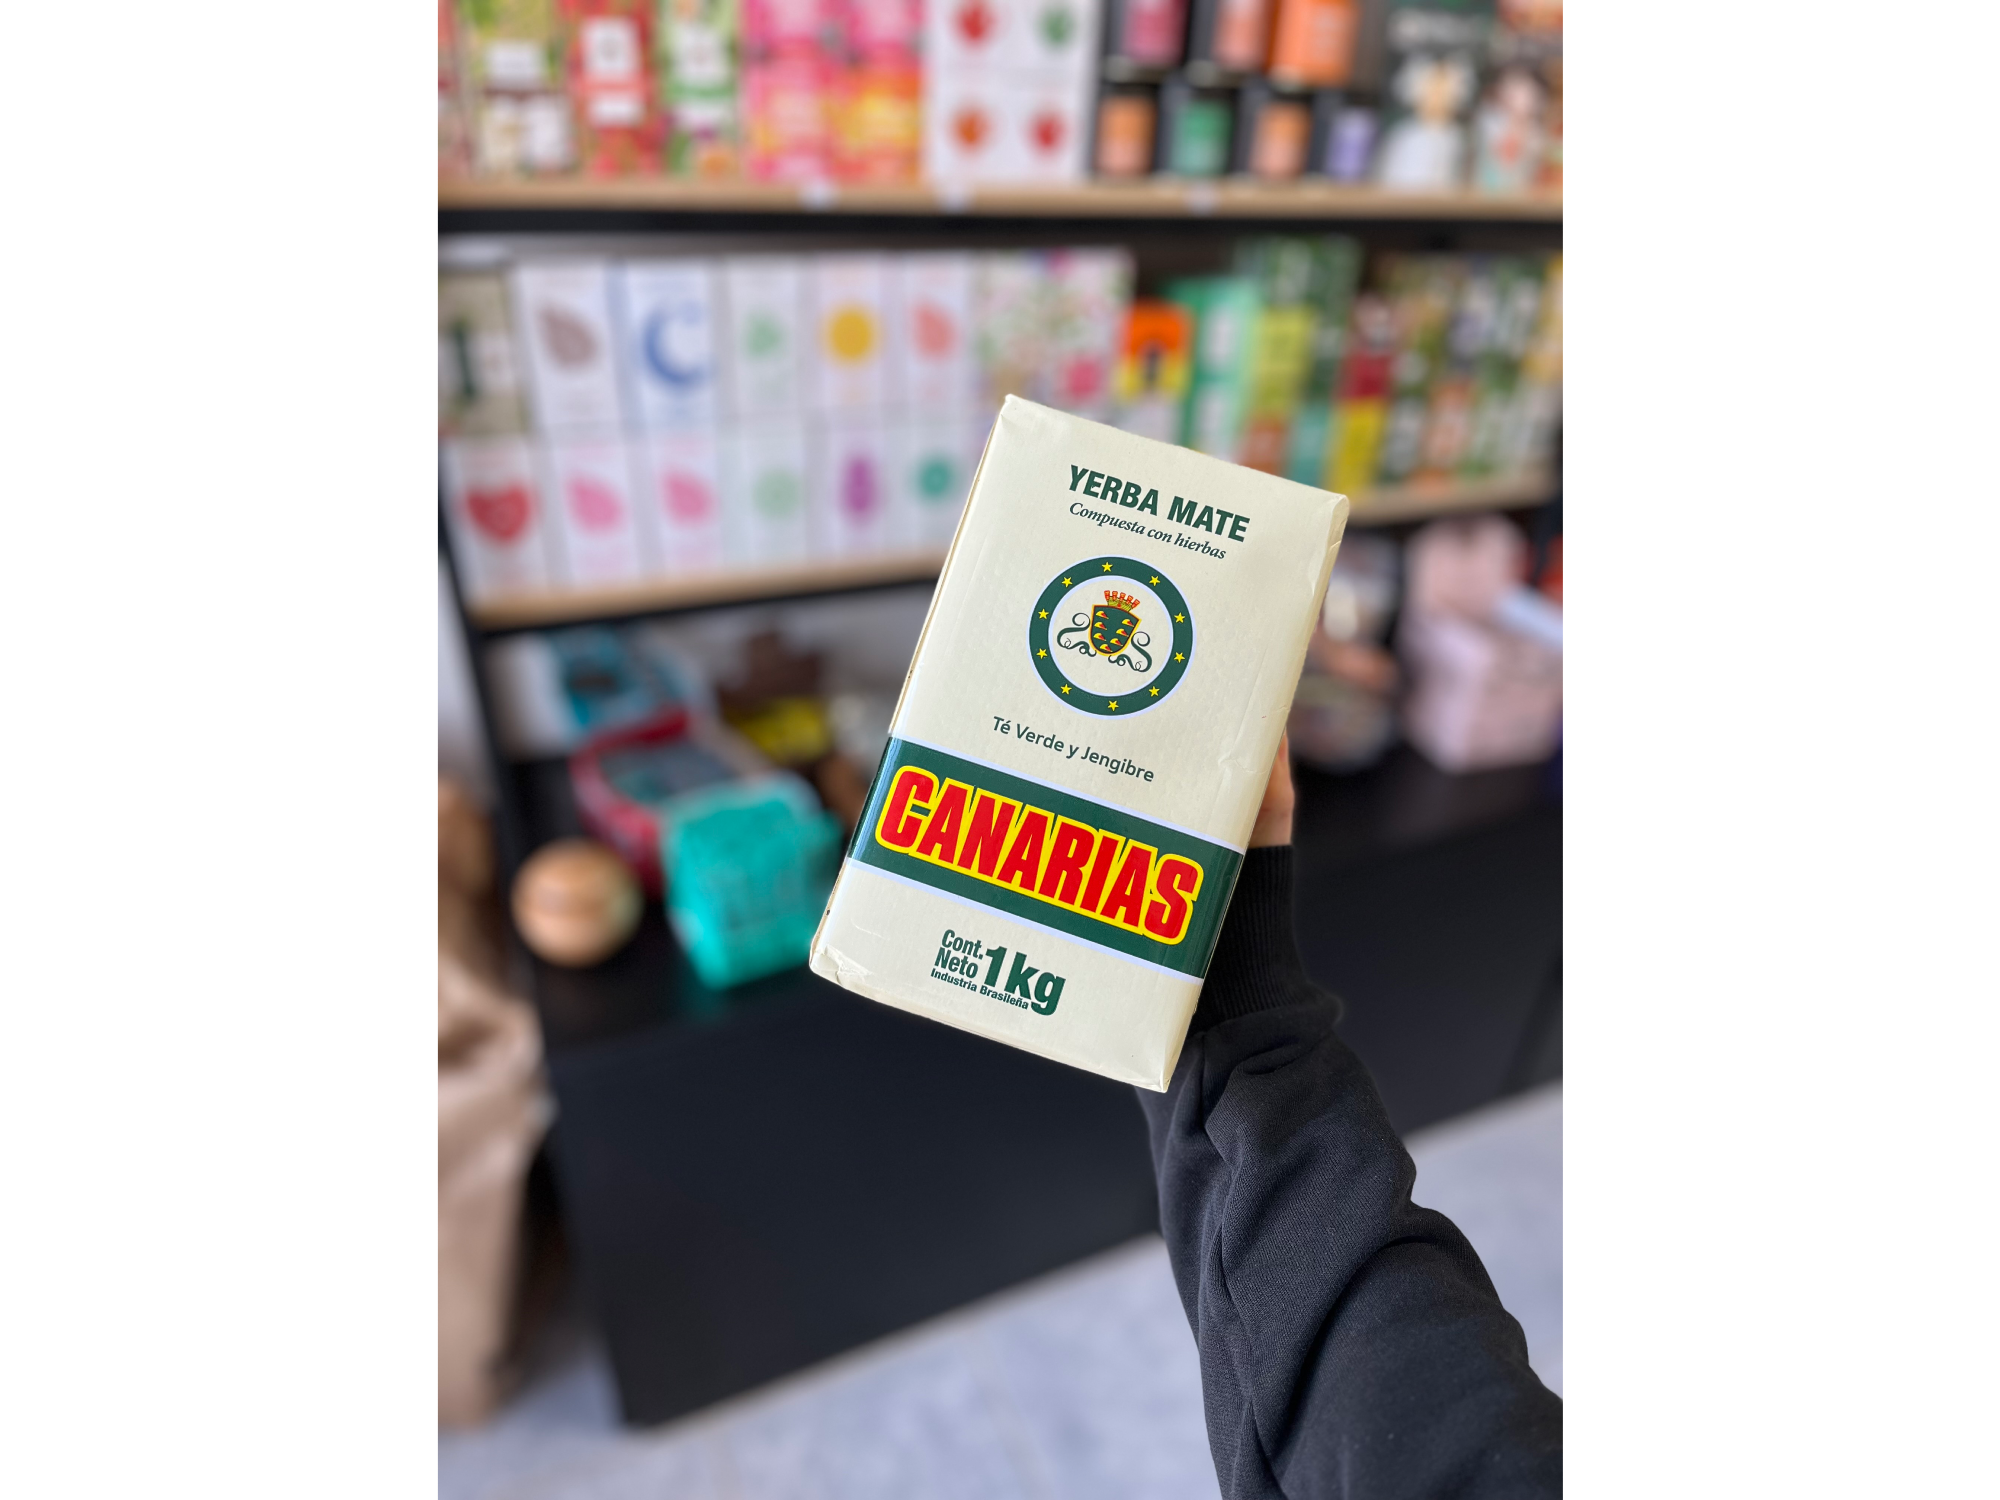 YERBA MATE
Compuesta con hierbas
Té Verde y Jengibre
CANARIAS
Cont.
Neto 1kg
Industria Brasileña